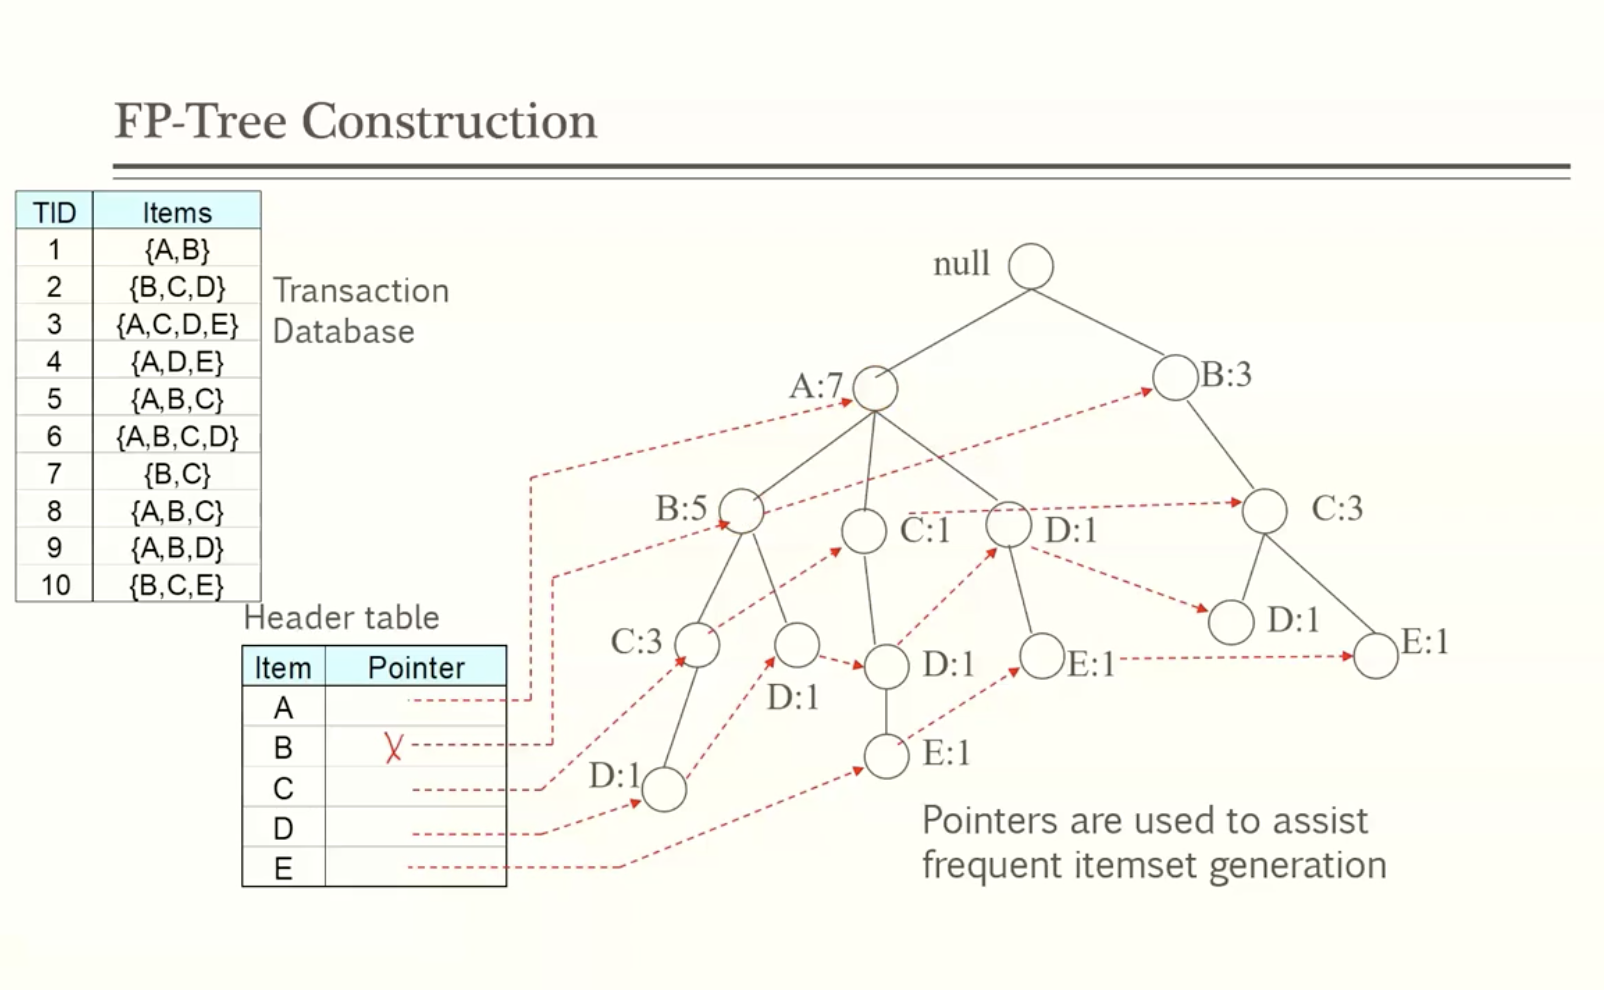 FP-Tree Construction
TID Items
1 {A,B}
2 {B,C,D}
3 {A,C,D,E}
4 {A,D,E}
5 {A,B,C}
6 {A,B,C,D}
7 {B,C}
8 {A,B,C}
9 {A,B,D}
10 {B,C,E}
Transaction
Database
Header table
Item Pointer
A
B
C
D
E
null
A:7
B:3
B:5
C:1
D:1
C:3
C:3
D:1
D:1
E:1
D:1
E:1
D:1
E:1
Pointers are used to assist
frequent itemset generation